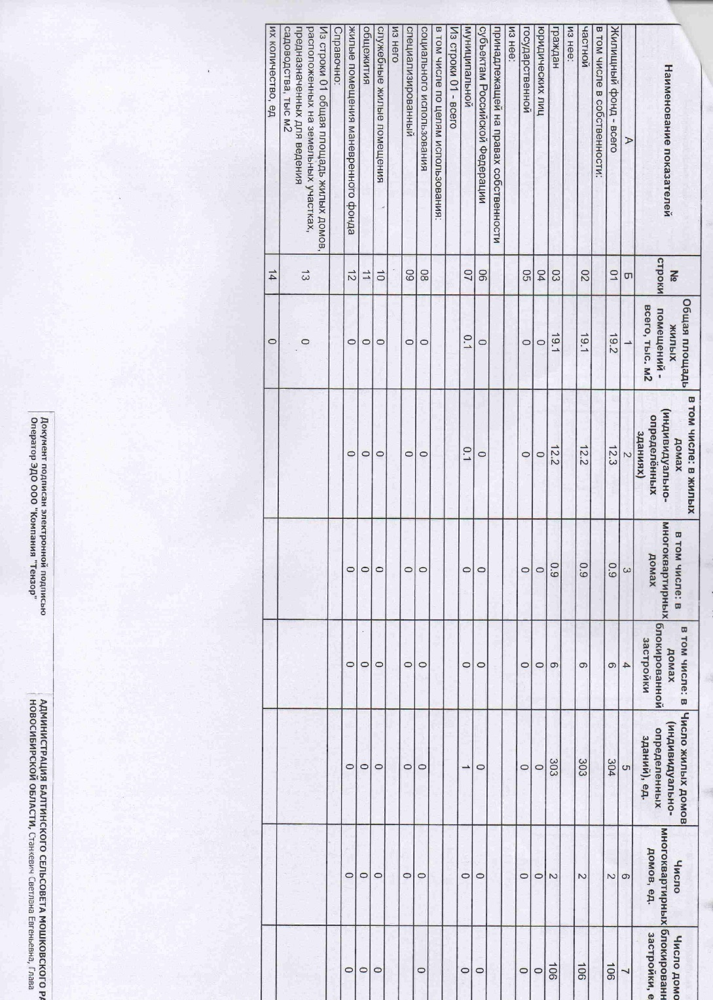 Наименование показателей № строки Общая площадь жилых помещений - всего, тыс. м2 в том числе: в жилых домах (индивидуально-определённых зданиях) в том числе: в многоквартирных домах в том числе: в домах блокированной застройки Число жилых домов (индивидуально-определенных зданий), ед. Число многоквартирных домов, ед. Число домо блокированн застройки, е
А Б 1 2 3 4 5 6 7
Жилищный фонд - всего 01 19.2 12.3 0.9 6 304 2 106
в том числе в собственности:
частной 02 19.1 12.2 0.9 6 303 2 106
из нее:
граждан 03 19.1 12.2 0.9 6 303 2 106
юридических лиц 04 0 0 0 0 0 0 0
государственной 05 0 0 0 0 0 0 0
из нее:
принадлежащей на правах собственности
субъектам Российской Федерации 06 0 0 0 0 0 0 0
муниципальной 07 0.1 0.1 0 0 1 0 0
Из строки 01 - всего
в том числе по целям использования:
социального использования 08 0 0 0 0 0 0 0
специализированный 09 0 0 0 0 0 0
из него
служебные жилые помещения 10 0 0 0 0 0 0 0
общежития 11 0 0 0 0 0 0 0
жилые помещения маневренного фонда 12 0 0 0 0 0 0 0
Справочно:
Из строки 01 общая площадь жилых домов,
расположенных на земельных участках,
предназначенных для ведения
садоводства, тыс м2 13 0
их количество, ед 14 0
Документ подписан электронной подписью
Оператор ЭДО ООО "Компания "Тензор"
АДМИНИСТРАЦИЯ БАЛТИНСКОГО СЕЛЬСОВЕТА МОШКОВСКОГО РА
НОВОСИБИРСКОЙ ОБЛАСТИ, Станкевич Светлана Евгеньевна, Глава